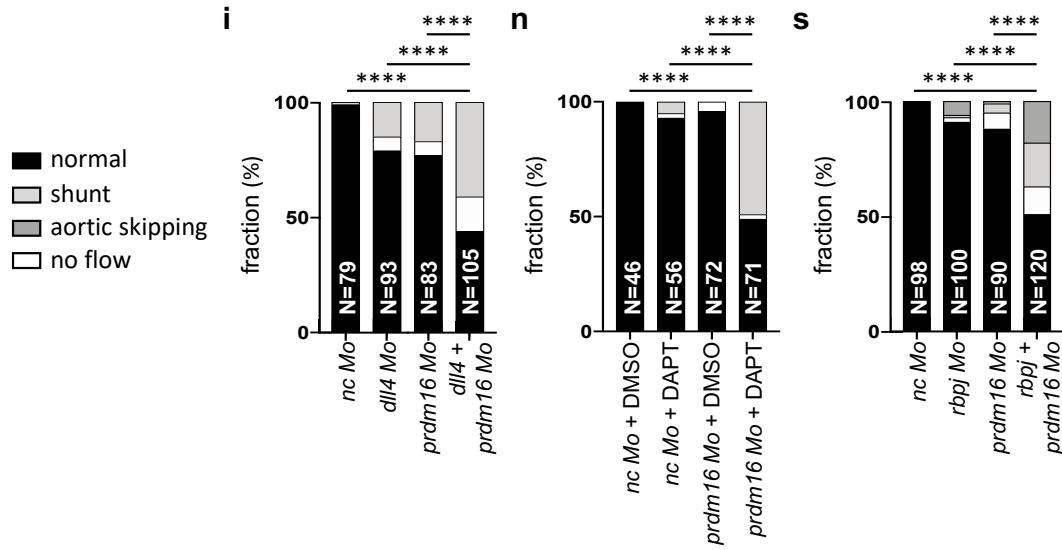 i
n
s
****
****
****
****
****
****
****
****
****
normal
shunt
aortic skipping
no flow
fraction (%)
100
50
0
N=79
N=93
N=83
N=105
nc Mo
dll4 Mo
prdm16 Mo
dll4 +
prdm16 Mo
fraction (%)
100
50
0
N=46
N=56
N=72
N=71
nc Mo + DMSO
nc Mo + DAPT
prdm16 Mo + DMSO
prdm16 Mo + DAPT
fraction (%)
100
50
0
N=98
N=100
N=90
N=120
nc Mo
rbpj Mo
prdm16 Mo
rbpj +
prdm16 Mo